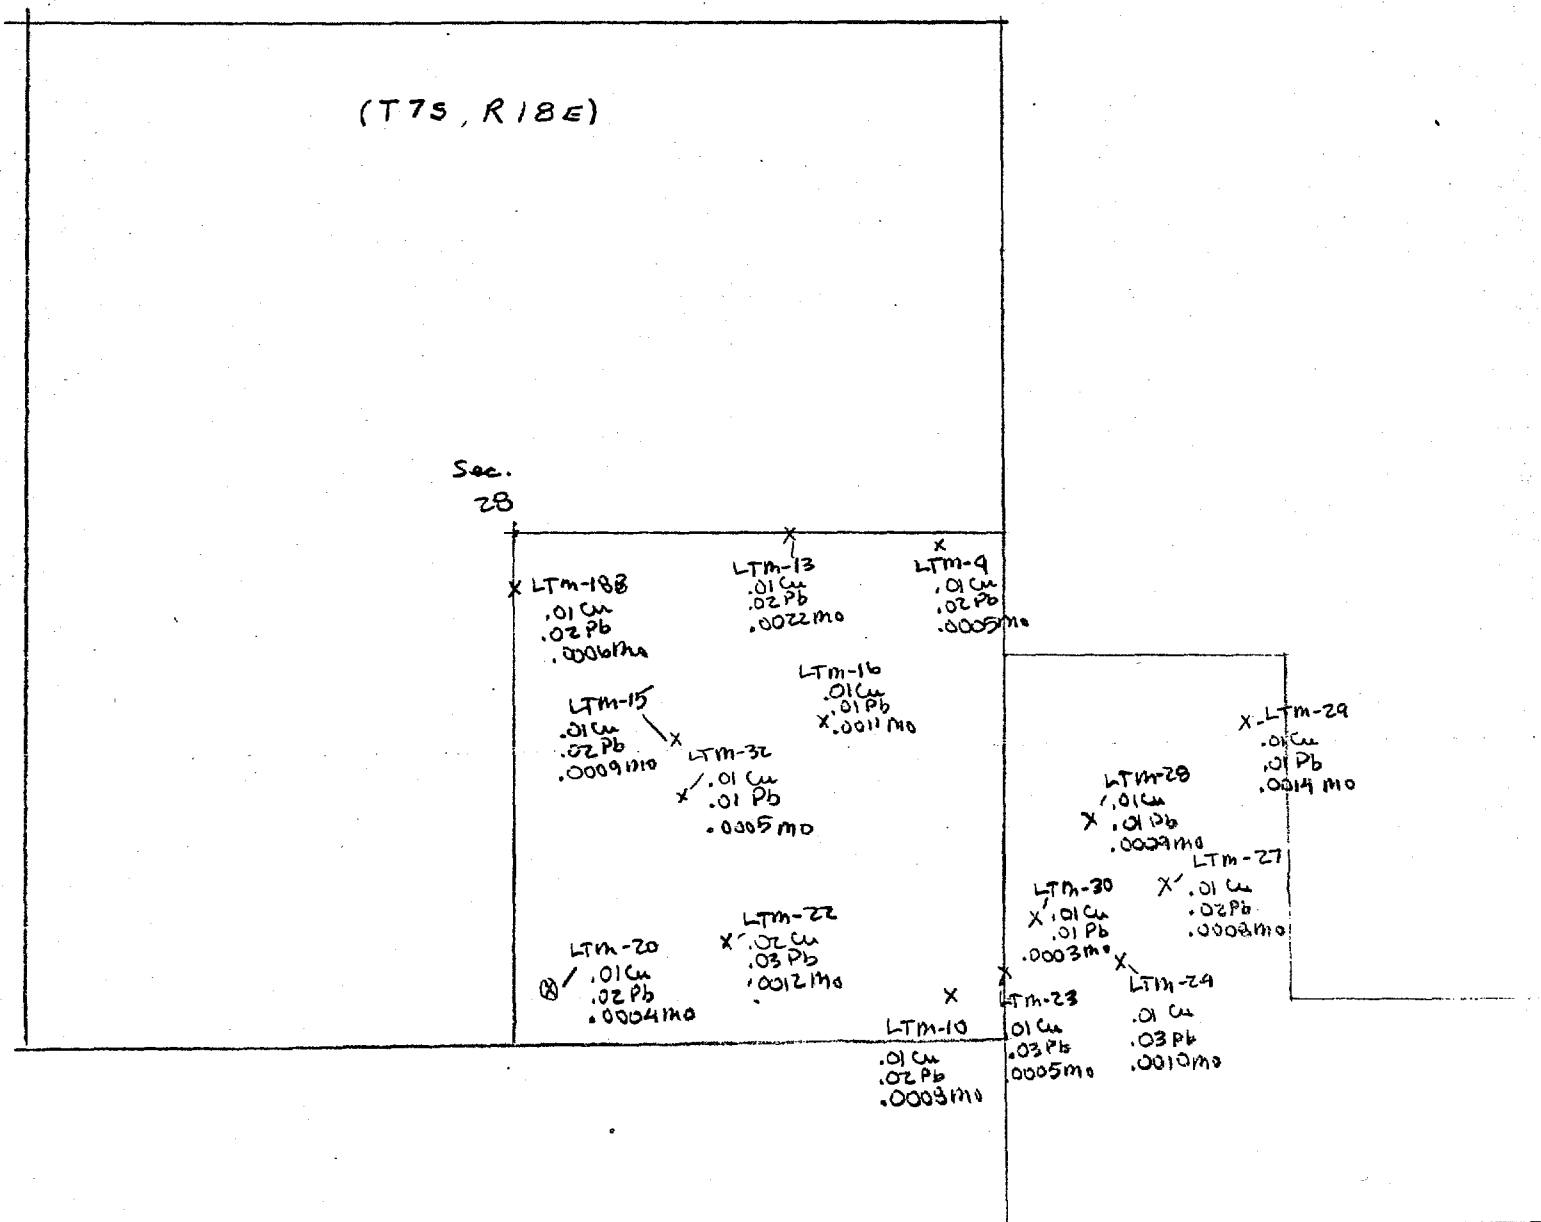 (T7S, R18E)
Sec.
28
LTM-18B
.01 Cu
.02 Pb
.0006 Mo
LTM-13
.01 Cu
.02 Pb
.0022 Mo
LTM-9
.01 Cu
.02 Pb
.0005 Mo
LTM-15
.01 Cu
.02 Pb
.0009 Mo
LTM-16
.01 Cu
.01 Pb
.0011 Mo
LTM-32
.01 Cu
.01 Pb
.0005 Mo
LTM-29
.01 Cu
.01 Pb
.0014 Mo
LTM-28
.01 Cu
.01 Pb
.0009 Mo
LTM-27
.01 Cu
.02 Pb
.0008 Mo
LTM-30
.01 Cu
.01 Pb
.0003 Mo
LTM-20
.01 Cu
.02 Pb
.0004 Mo
LTM-22
.02 Cu
.03 Pb
.0012 Mo
LTM-10
.01 Cu
.02 Pb
.0008 Mo
LTM-23
.01 Cu
.03 Pb
.0005 Mo
.01 Cu
.03 Pb
.0010 Mo